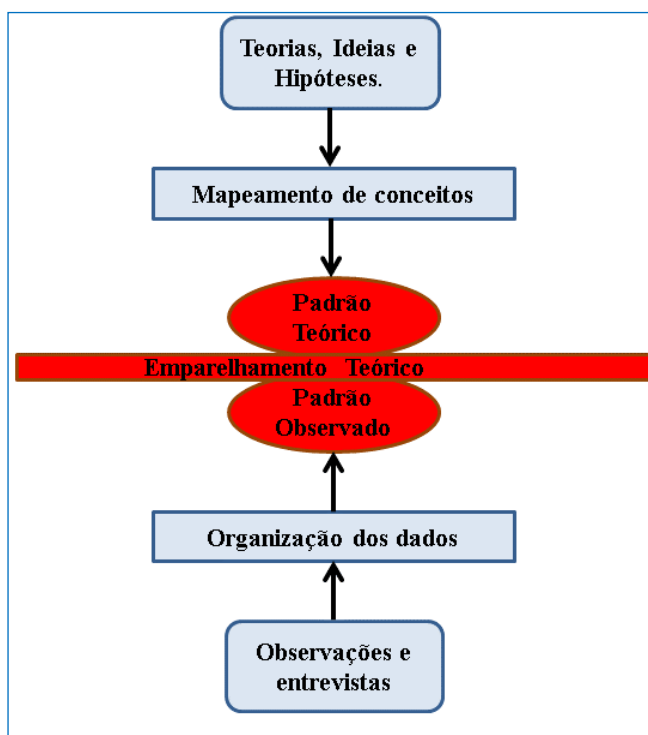 Teorias, Ideias e
Hipóteses.
Mapeamento de conceitos
Padrão
Teórico
Emparelhamento Teórico
Padrão
Observado
Organização dos dados
Observações e
entrevistas